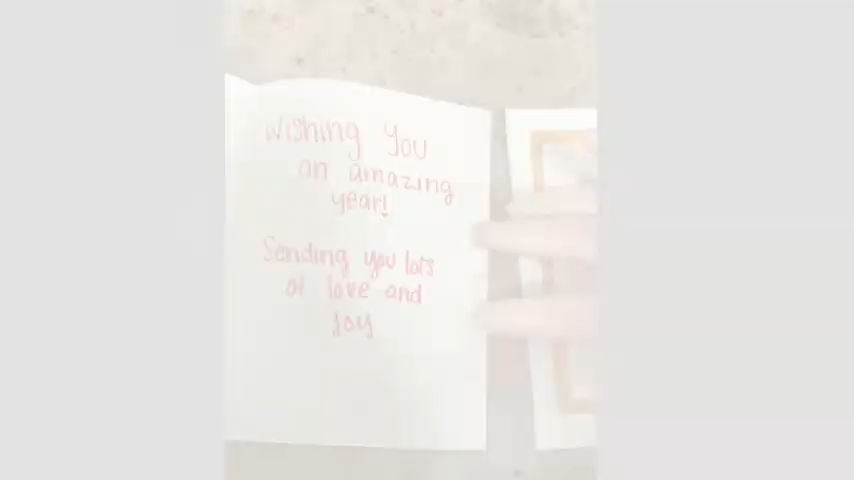 Wishing You
an amazing
year!
Sending you lots
of love and
Joy